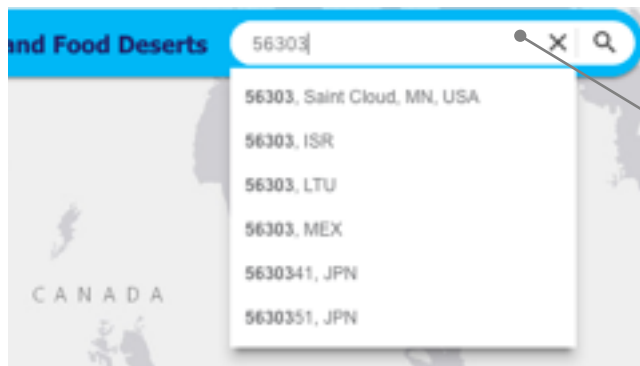 and Food Deserts
56303
56303, Saint Cloud, MN, USA
56303, ISR
56303, LTU
56303, MEX
5630341, JPN
5630351, JPN
CANADA